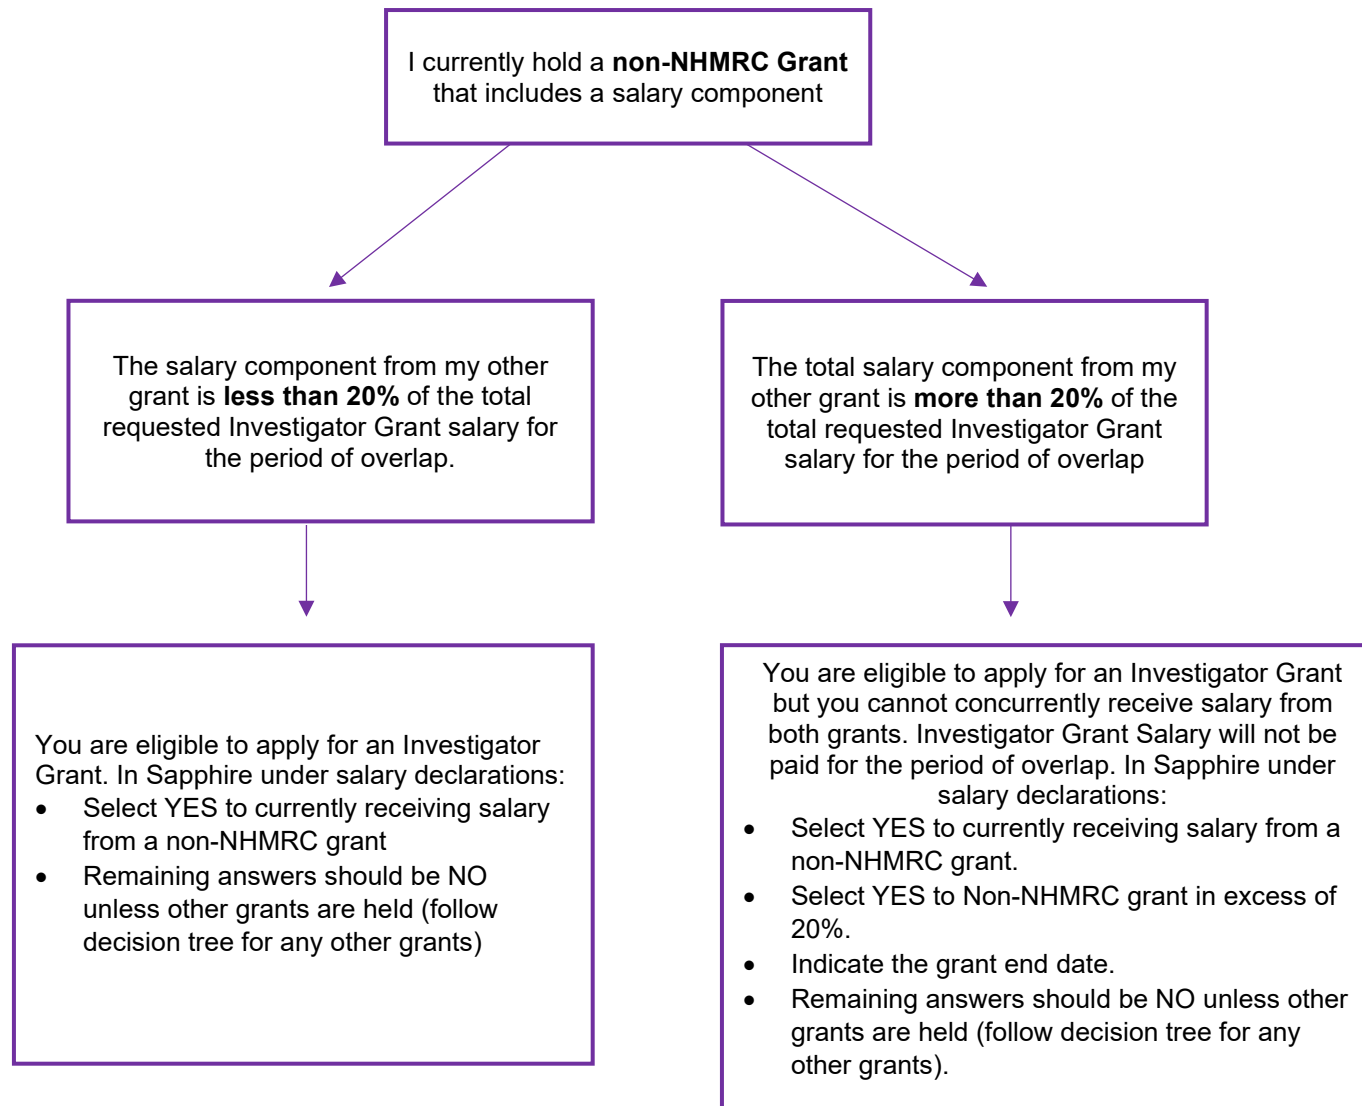 I currently hold a non-NHMRC Grant
that includes a salary component
The salary component from my other
grant is less than 20% of the total
requested Investigator Grant salary for
the period of overlap.
The total salary component from my
other grant is more than 20% of the
total requested Investigator Grant
salary for the period of overlap
You are eligible to apply for an Investigator
Grant. In Sapphire under salary declarations:
• Select YES to currently receiving salary
from a non-NHMRC grant
• Remaining answers should be NO
unless other grants are held (follow
decision tree for any other grants)
You are eligible to apply for an Investigator Grant
but you cannot concurrently receive salary from
both grants. Investigator Grant Salary will not be
paid for the period of overlap. In Sapphire under
salary declarations:
• Select YES to currently receiving salary from a
non-NHMRC grant.
• Select YES to Non-NHMRC grant in excess of
20%.
• Indicate the grant end date.
• Remaining answers should be NO unless other
grants are held (follow decision tree for any
other grants).